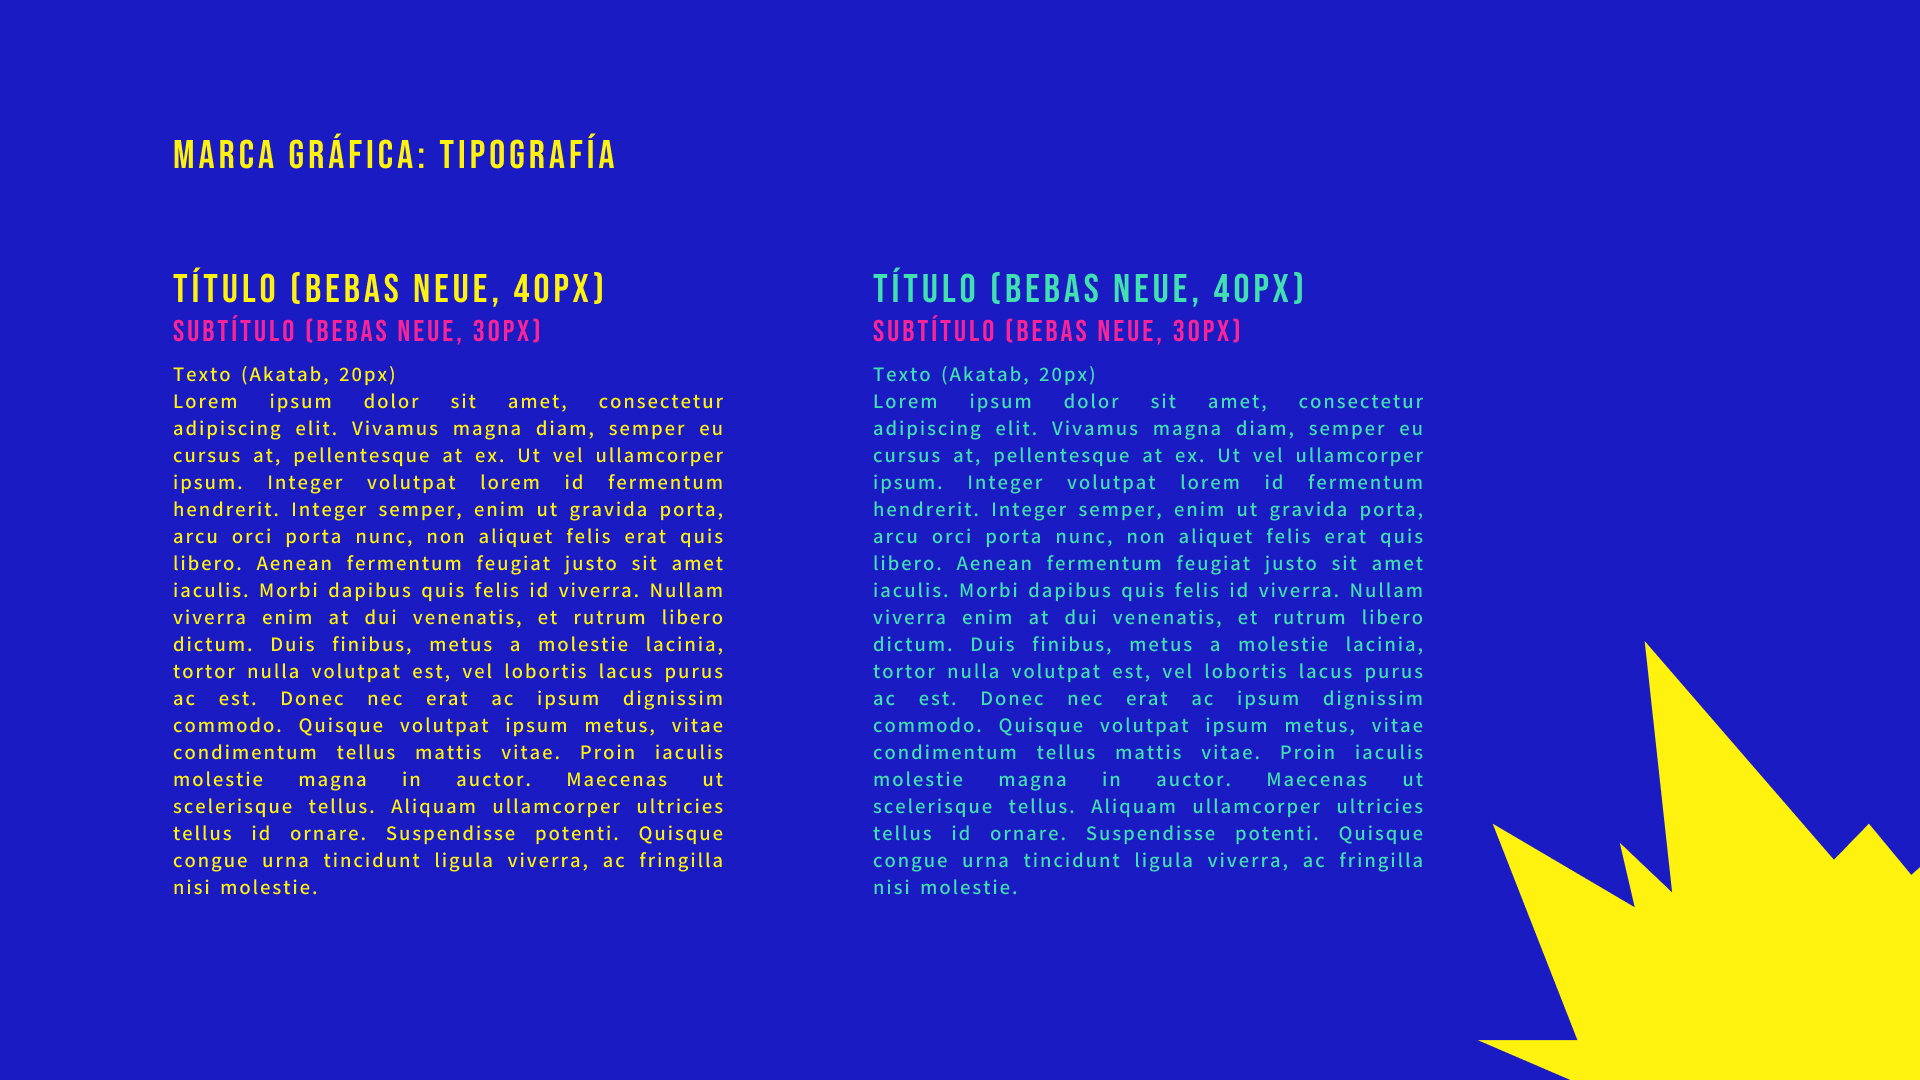 MARCA GRÁFICA: TIPOGRAFÍA
TÍTULO (BEBAS NEUE, 40PX)
SUBTÍTULO (BEBAS NEUE, 30PX)
Texto (Akatab, 20px)
Lorem ipsum dolor sit amet, consectetur
adipiscing elit. Vivamus magna diam, semper eu
cursus at, pellentesque at ex. Ut vel ullamcorper
ipsum. Integer volutpat lorem id fermentum
hendrerit. Integer semper, enim ut gravida porta,
arcu orci porta nunc, non aliquet felis erat quis
libero. Aenean fermentum feugiat justo sit amet
iaculis. Morbi dapibus quis felis id viverra. Nullam
viverra enim at dui venenatis, et rutrum libero
dictum. Duis finibus, metus a molestie lacinia,
tortor nulla volutpat est, vel lobortis lacus purus
ac est. Donec nec erat ac ipsum dignissim
commodo. Quisque volutpat ipsum metus, vitae
condimentum tellus mattis vitae. Proin iaculis
molestie magna in auctor. Maecenas ut
scelerisque tellus. Aliquam ullamcorper ultricies
tellus id ornare. Suspendisse potenti. Quisque
congue urna tincidunt ligula viverra, ac fringilla
nisi molestie.
TÍTULO (BEBAS NEUE, 40PX)
SUBTÍTULO (BEBAS NEUE, 30PX)
Texto (Akatab, 20px)
Lorem ipsum dolor sit amet, consectetur
adipiscing elit. Vivamus magna diam, semper eu
cursus at, pellentesque at ex. Ut vel ullamcorper
ipsum. Integer volutpat lorem id fermentum
hendrerit. Integer semper, enim ut gravida porta,
arcu orci porta nunc, non aliquet felis erat quis
libero. Aenean fermentum feugiat justo sit amet
iaculis. Morbi dapibus quis felis id viverra. Nullam
viverra enim at dui venenatis, et rutrum libero
dictum. Duis finibus, metus a molestie lacinia,
tortor nulla volutpat est, vel lobortis lacus purus
ac est. Donec nec erat ac ipsum dignissim
commodo. Quisque volutpat ipsum metus, vitae
condimentum tellus mattis vitae. Proin iaculis
molestie magna in auctor. Maecenas ut
scelerisque tellus. Aliquam ullamcorper ultricies
tellus id ornare. Suspendisse potenti. Quisque
congue urna tincidunt ligula viverra, ac fringilla
nisi molestie.